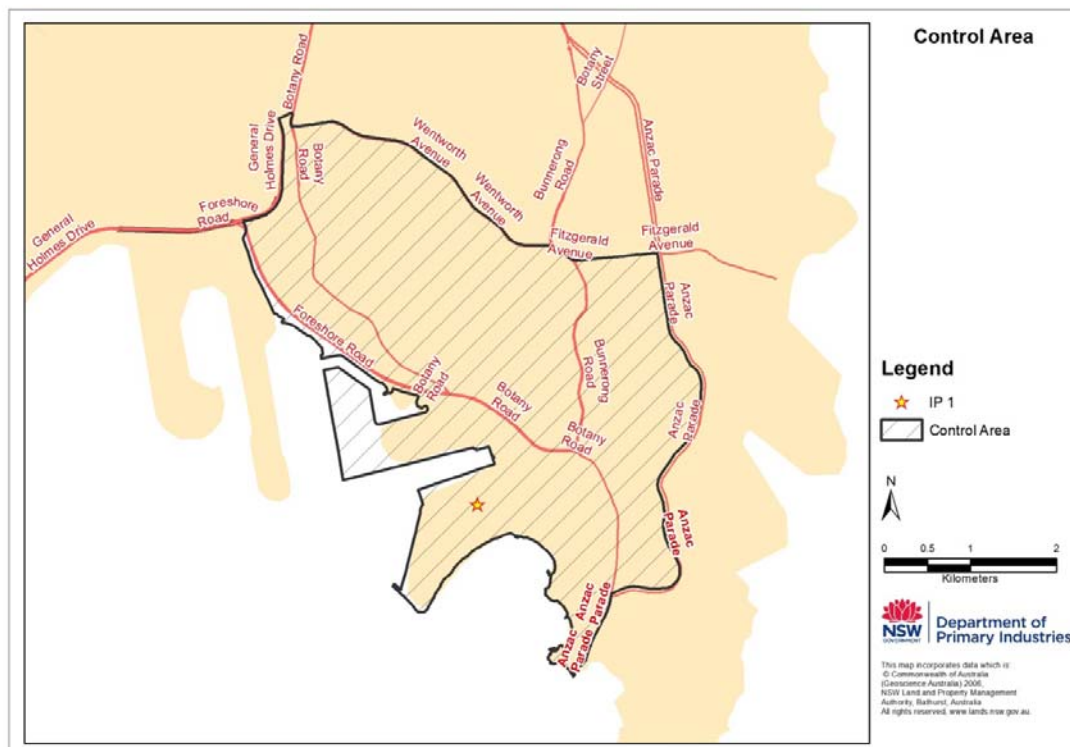 Control Area
Botany Road
General
Holmes Drive
Botany
Road
Foreshore
Road
General
Holmes Drive
Wentworth
Avenue
Wentworth
Avenue
Bunnerong
Road
Botany
Street
Anzac Parade
Fitzgerald
Avenue
Fitzgerald
Avenue
Anzac
Parade
Foreshore Road
Botany
Road
Botany
Road
Bunnerong
Road
Botany
Road
Anzac
Parade
Anzac
Parade
Anzac
Parade
Anzac
Parade
Legend
IP 1
Control Area
N
0 0.5 1 2
Kilometers
NSW
GOVERNMENT
Department of
Primary Industries
This map incorporates data which is
© Commonwealth of Australia
(Geoscience Australia) 2006,
NSW Land and Property Management
Authority, Bathurst, Australia
All rights reserved. www.lands.nsw.gov.au.